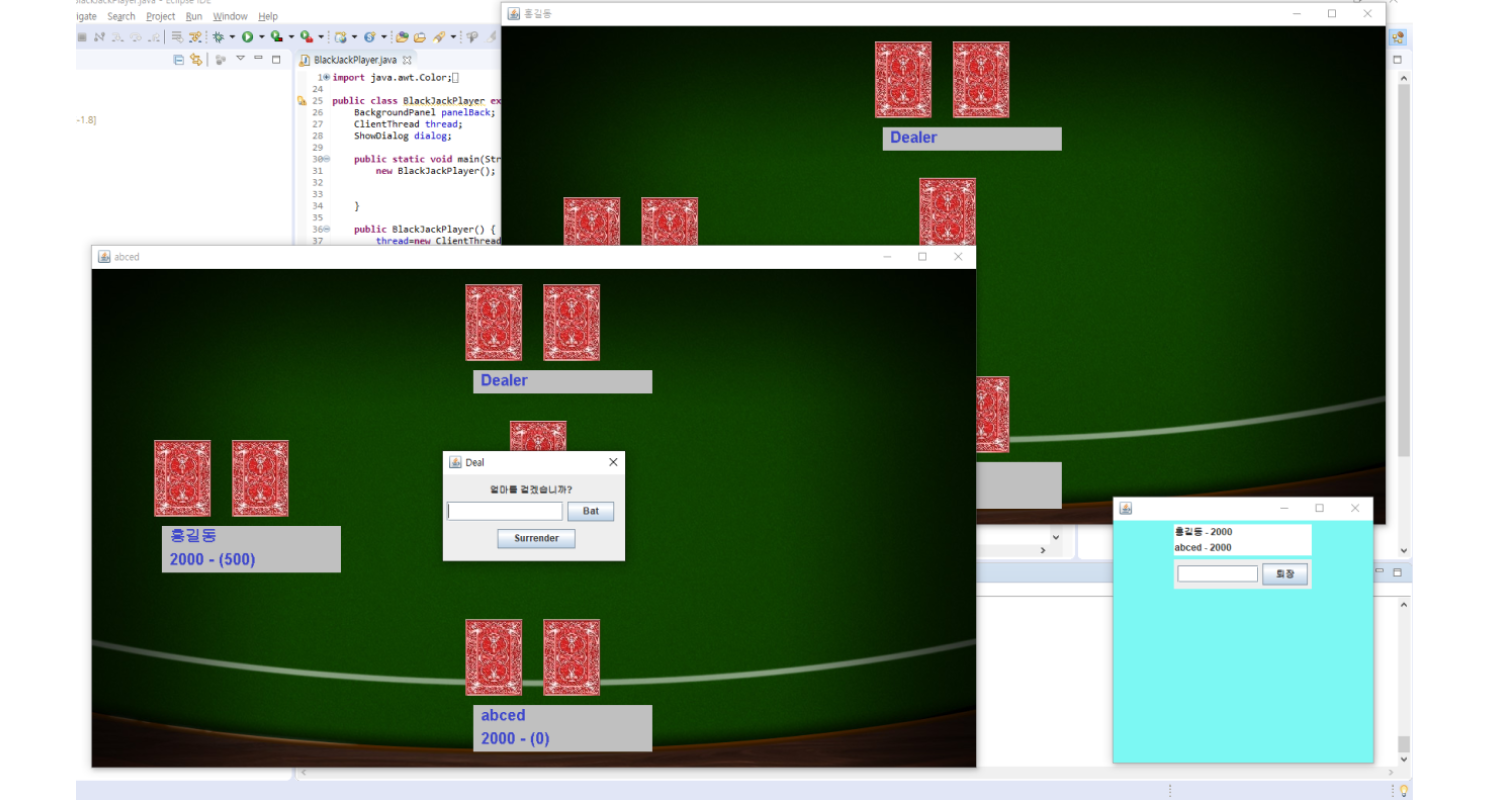 BlackJackPlayer.java - Eclipse IDE
igate Search Project Run Window Help
BlackJackPlayer.java
-1.8]
1 import java.awt.Color;
24
25 public class BlackJackPlayer ex
26 BackgroundPanel panelBack;
27 ClientThread thread;
28 ShowDialog dialog;
29
30 public static void main(Str
31 new BlackJackPlayer();
32
33
34 }
35
36 public BlackJackPlayer() {
37 thread=new ClientThread
홍길동
Dealer
abced
Dealer
홍길동
2000 - (500)
Deal
얼마를 걸겠습니까?
Bat
Surrender
abced
2000 - (0)
홍길동 - 2000
abced - 2000
퇴장